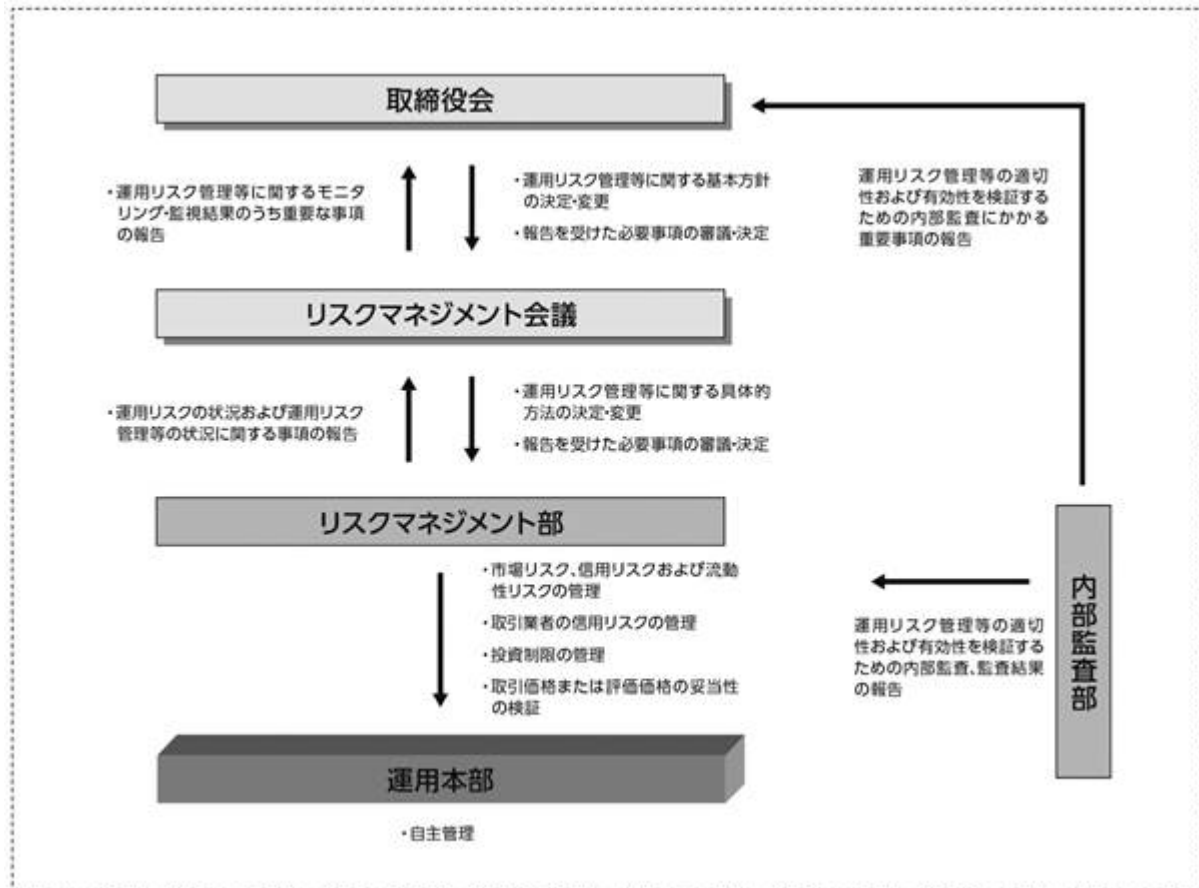 取締役会
・運用リスク管理等に関するモニタ
リング・監視結果のうち重要な事項
の報告
・運用リスク管理等に関する基本方針
の決定・変更
・報告を受けた必要事項の審議・決定
運用リスク管理等の適切
性および有効性を検証する
ための内部監査にかかる
重要事項の報告
リスクマネジメント会議
・運用リスクの状況および運用リスク
管理等の状況に関する事項の報告
・運用リスク管理等に関する具体的
方法の決定・変更
・報告を受けた必要事項の審議・決定
リスクマネジメント部
・市場リスク、信用リスクおよび流動
性リスクの管理
・取引業者の信用リスクの管理
・投資制限の管理
・取引価格または評価価格の妥当性
の検証
運用リスク管理等の適切
性および有効性を検証する
ための内部監査、監査結果
の報告
内部監査部
運用本部
・自主管理